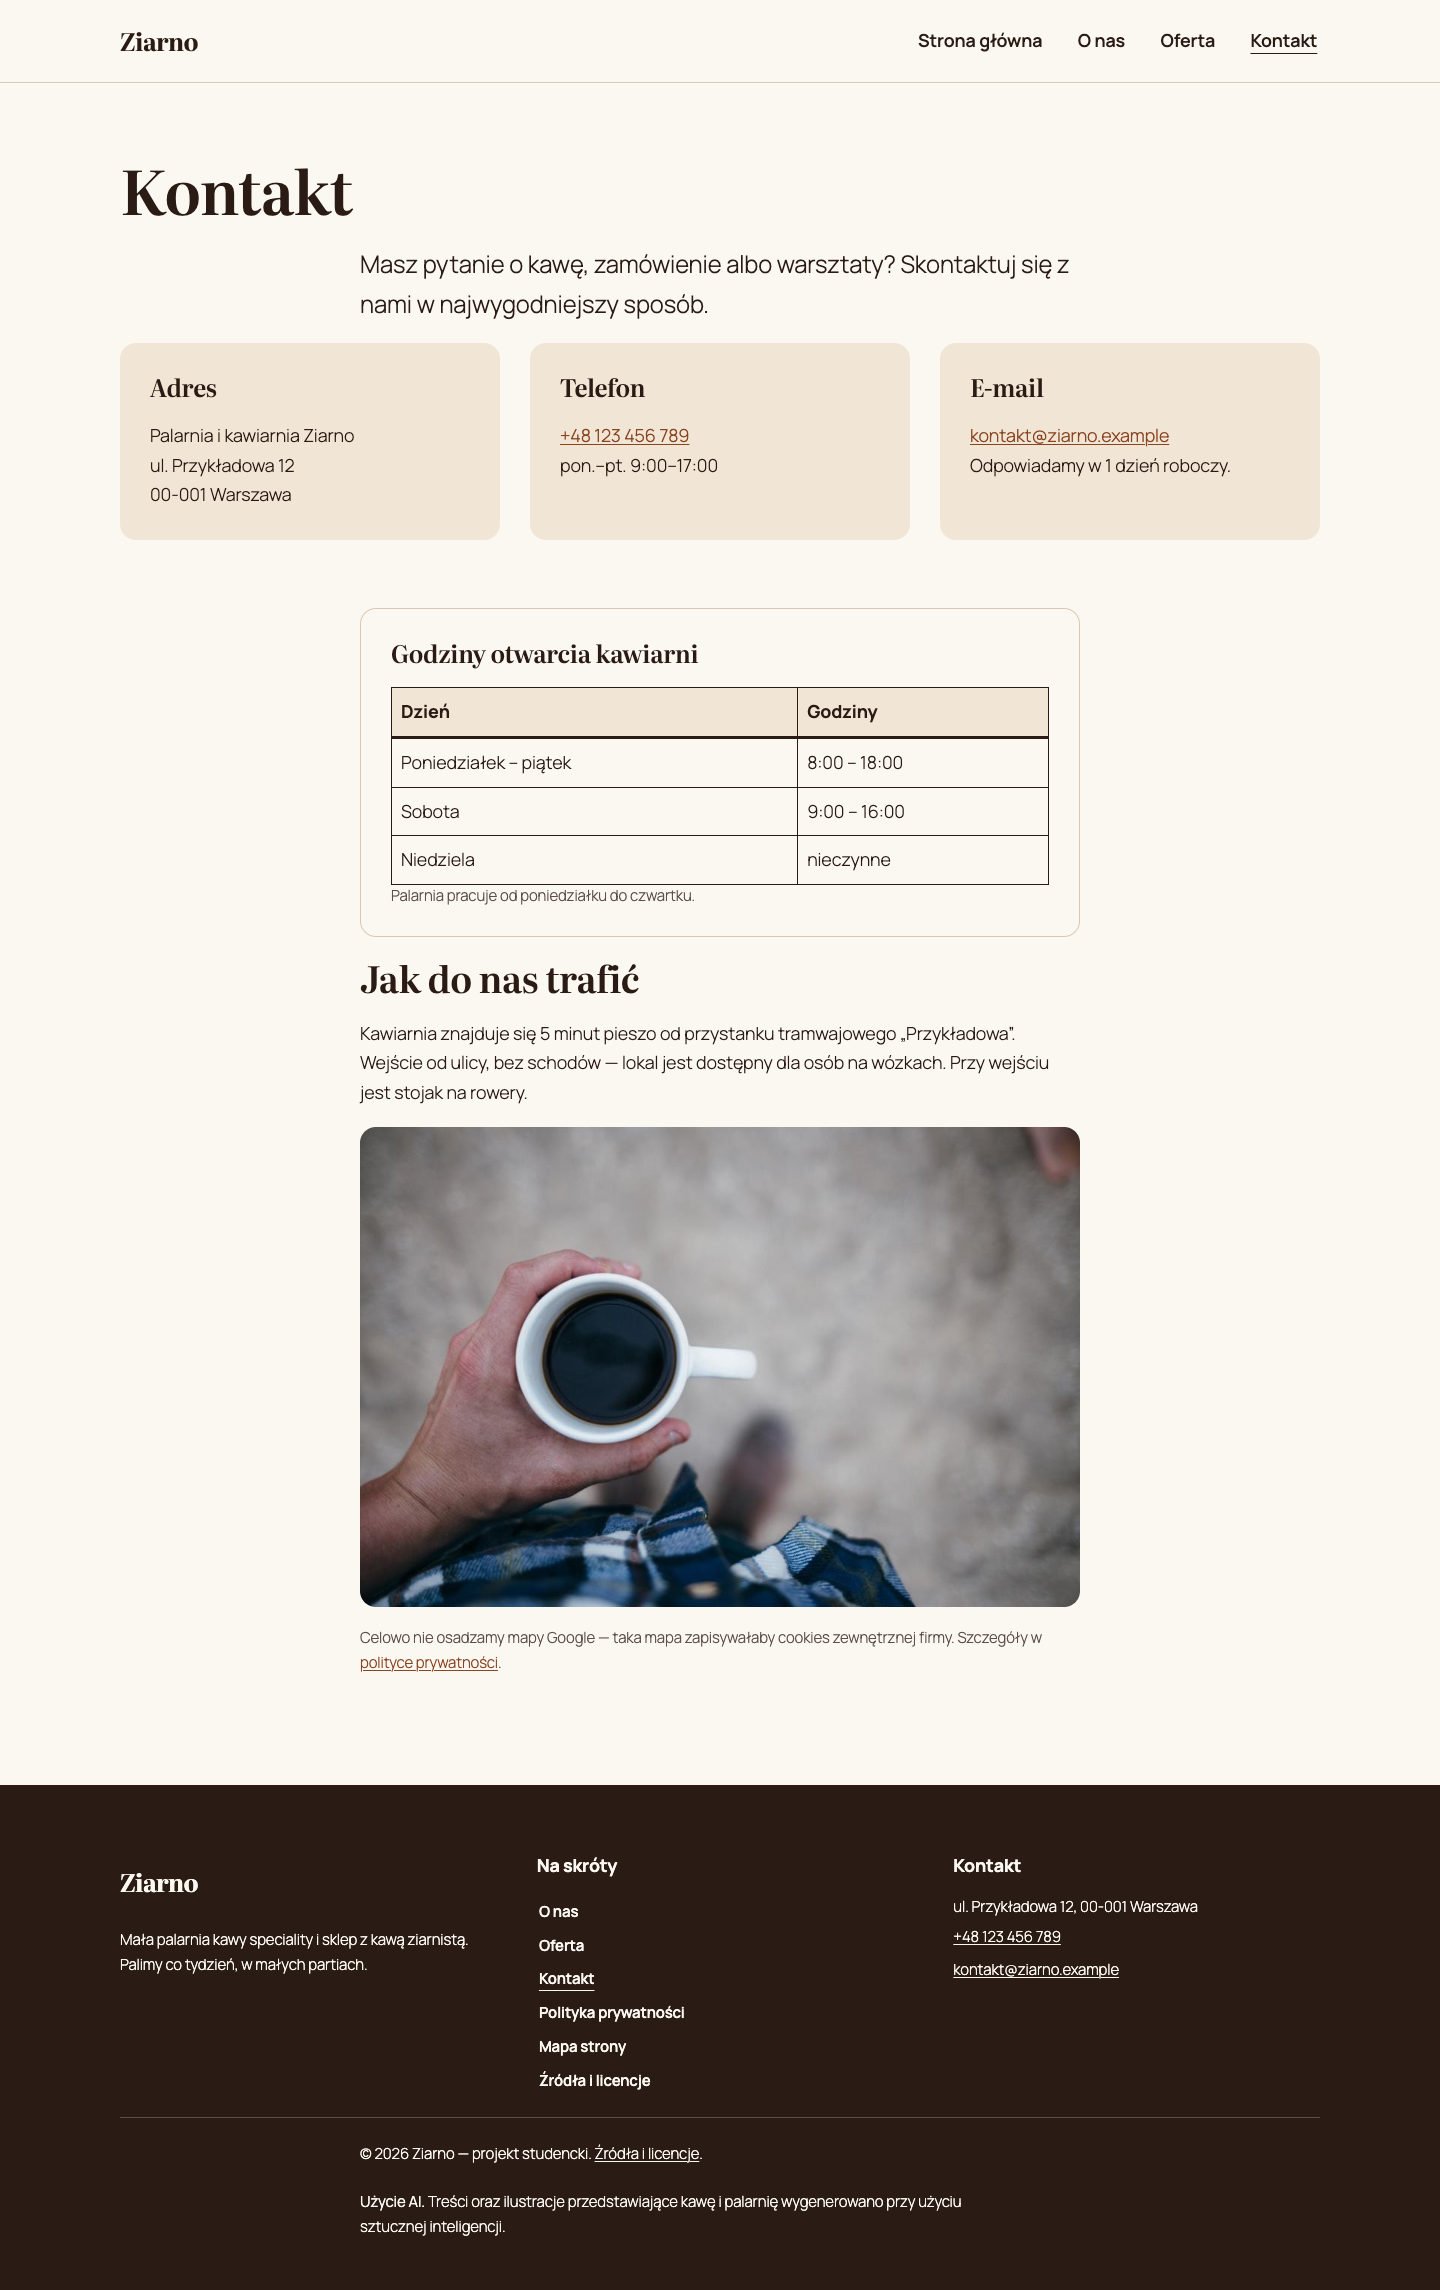 Ziarno
Strona główna
O nas
Oferta
Kontakt
Kontakt
Masz pytanie o kawę, zamówienie albo warsztaty? Skontaktuj się z
nami w najwygodniejszy sposób.
Adres
Palarnia i kawiarnia Ziarno
ul. Przykładowa 12
00-001 Warszawa
Telefon
+48 123 456 789
pon.–pt. 9:00–17:00
E-mail
kontakt@ziarno.example
Odpowiadamy w 1 dzień roboczy.
Godziny otwarcia kawiarni
Dzień Godziny
Poniedziałek – piątek 8:00 – 18:00
Sobota 9:00 – 16:00
Niedziela nieczynne
Palarnia pracuje od poniedziałku do czwartku.
Jak do nas trafić
Kawiarnia znajduje się 5 minut pieszo od przystanku tramwajowego „Przykładowa”.
Wejście od ulicy, bez schodów — lokal jest dostępny dla osób na wózkach. Przy wejściu
jest stojak na rowery.
Celowo nie osadzamy mapy Google — taka mapa zapisywałaby cookies zewnętrznej firmy. Szczegóły w
polityce prywatności.
Ziarno
Mała palarnia kawy speciality i sklep z kawą ziarnistą.
Palimy co tydzień, w małych partiach.
Na skróty
O nas
Oferta
Kontakt
Polityka prywatności
Mapa strony
Źródła i licencje
Kontakt
ul. Przykładowa 12, 00-001 Warszawa
+48 123 456 789
kontakt@ziarno.example
© 2026 Ziarno — projekt studencki. Źródła i licencje.
Użycie AI. Treści oraz ilustracje przedstawiające kawę i palarnię wygenerowano przy użyciu
sztucznej inteligencji.